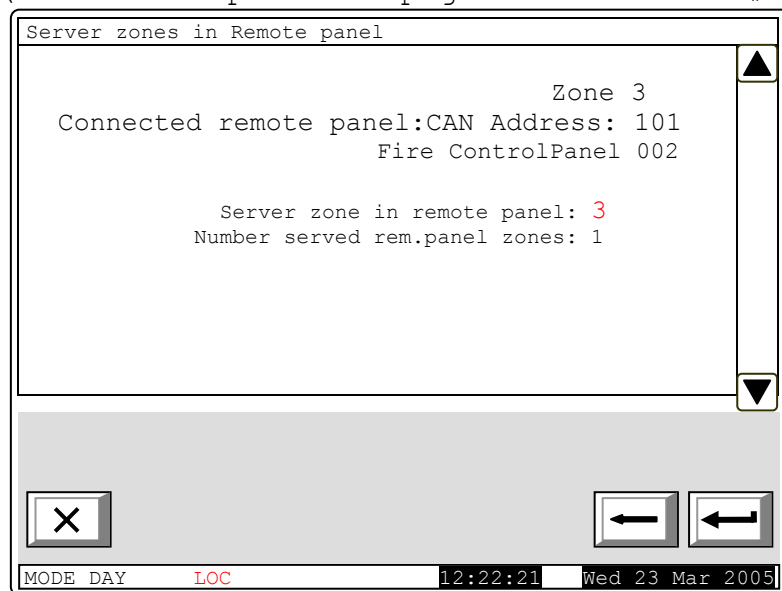 Server zones in Remote panel
Zone 3
Connected remote panel:CAN Address: 101
Fire ControlPanel 002
Server zone in remote panel: 3
Number served rem.panel zones: 1
MODE DAY LOC 12:22:21 Wed 23 Mar 2005